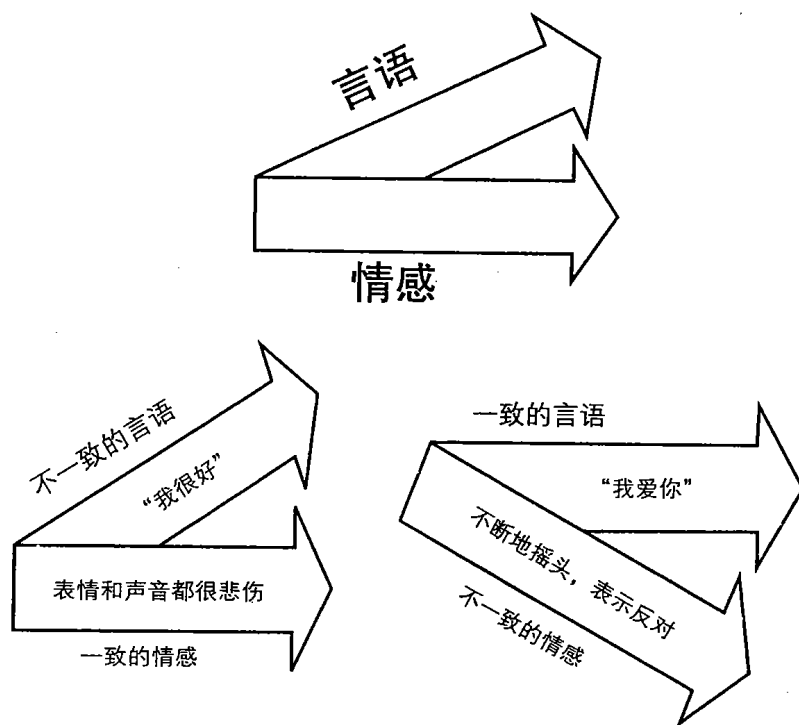 言语
情感
不一致的言语
“我很好”
表情和声音都很悲伤
一致的情感
一致的言语
“我爱你”
不断地摇头，表示反对
不一致的情感